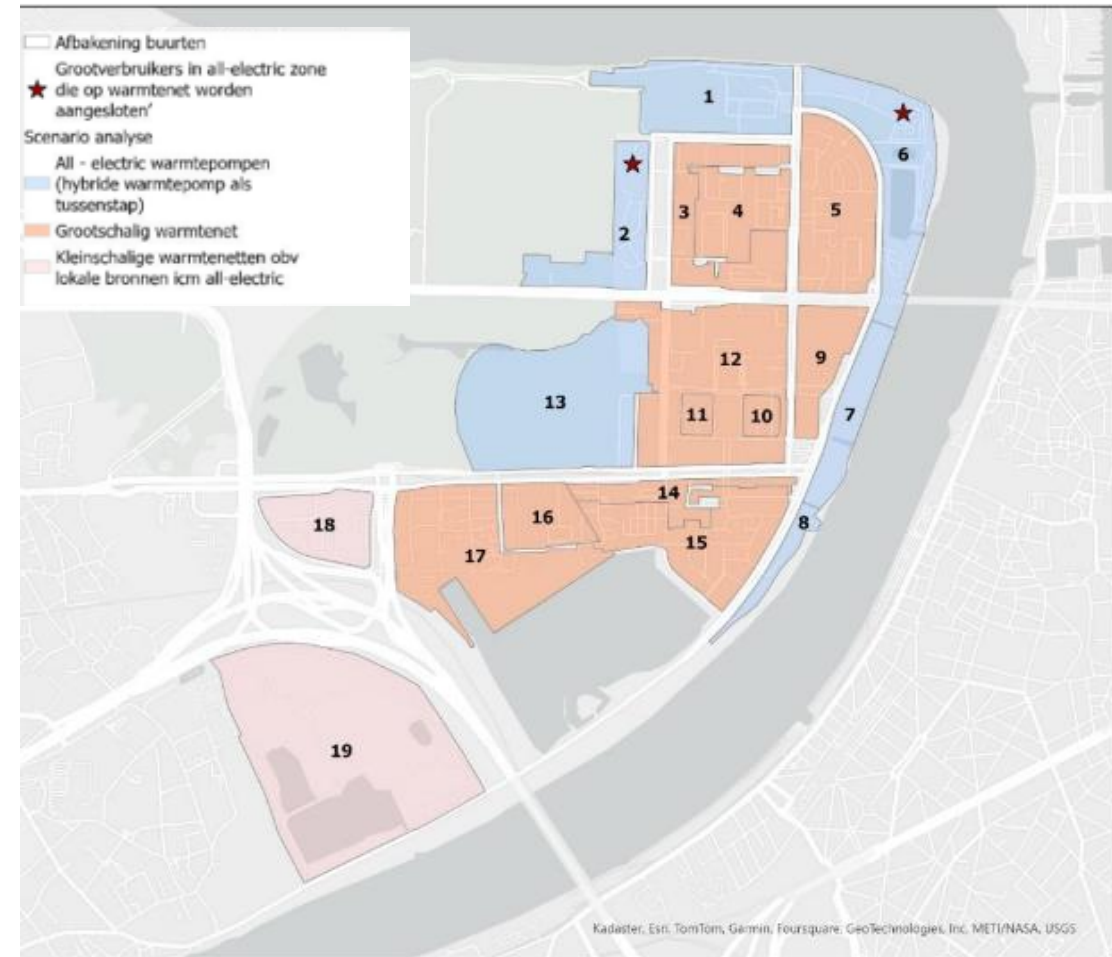 Afbakening buurten
Grootverbruikers in all-electric zone
die op warmtenet worden
aangesloten'
Scenario analyse
All - electric warmtepompen
(hybride warmtepomp als
tussenstap)
Grootschalig warmtenet
Kleinschalige warmtenetten obv
lokale bronnen icm all-electric
1
6
2
3
4
5
12
9
13
11
10
7
14
8
18
16
17
15
19
Kadaster, Esri, TomTom, Garmin, Foursquare, GeoTechnologies, Inc, METI/NASA, USGS